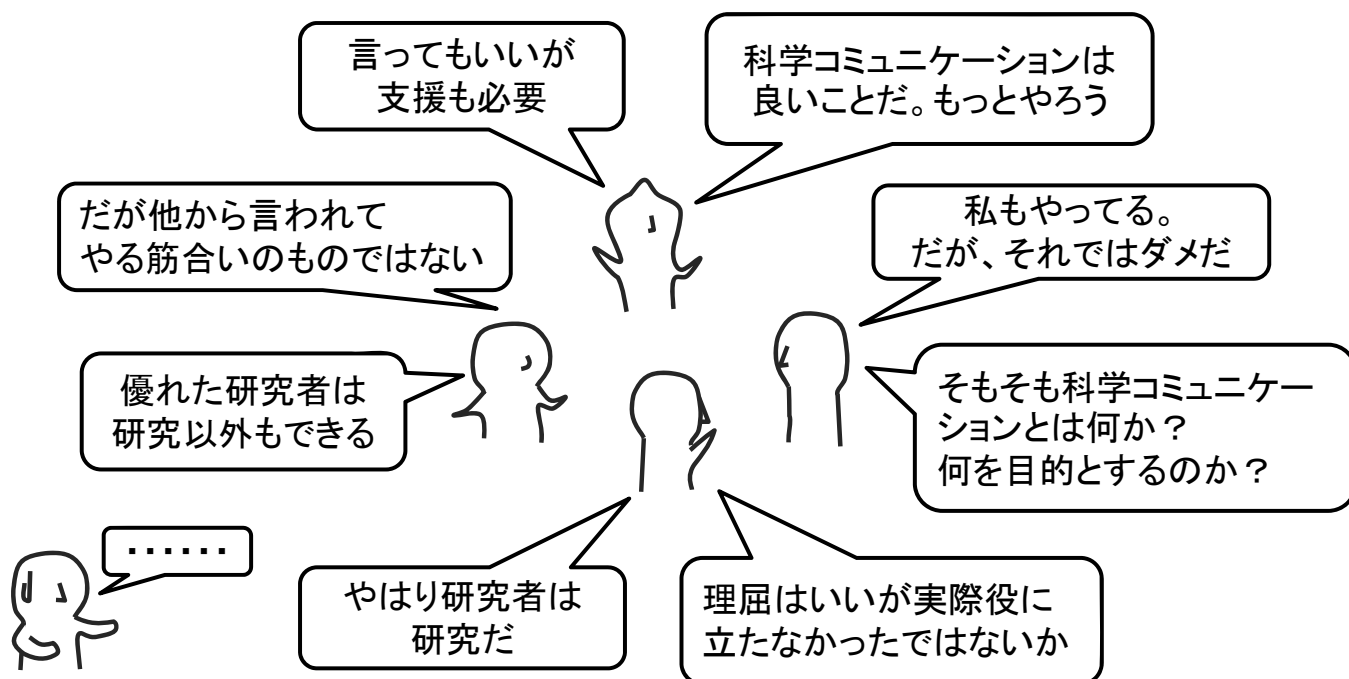 言ってもいいが
支援も必要
科学コミュニケーションは
良いことだ。もっとやろう
だが他から言われて
やる筋合いのものではない
私もやってる。
だが、それではダメだ
優れた研究者は
研究以外もできる
そもそも科学コミュニケー
ションとは何か？
何を目的とするのか？
・・・・・・
やはり研究者は
研究だ
理屈はいいが実際役に
立たなかったではないか